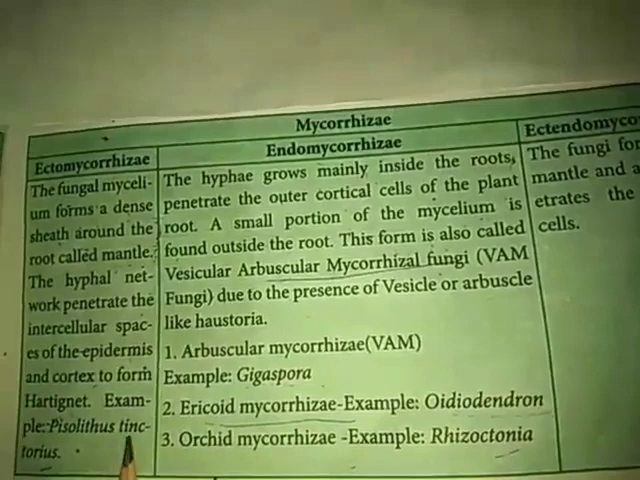 Mycorrhizae
Ectomycorrhizae
The fungal myceli-
um forms a dense
sheath around the
root called mantle.
The hyphal net-
work penetrate the
intercellular spac-
es of the epidermis
and cortex to form
Hartignet. Exam-
ple: Pisolithus tinc-
torius.
Endomycorrhizae
The hyphae grows mainly inside the roots,
penetrate the outer cortical cells of the plant
root. A small portion of the mycelium is
found outside the root. This form is also called
Vesicular Arbuscular Mycorrhizal fungi (VAM
Fungi) due to the presence of Vesicle or arbuscle
like haustoria.
1. Arbuscular mycorrhizae(VAM)
Example: Gigaspora
2. Ericoid mycorrhizae-Example: Oidiodendron
3. Orchid mycorrhizae -Example: Rhizoctonia
Ectendomyco
The fungi for
mantle and a
etrates the
cells.